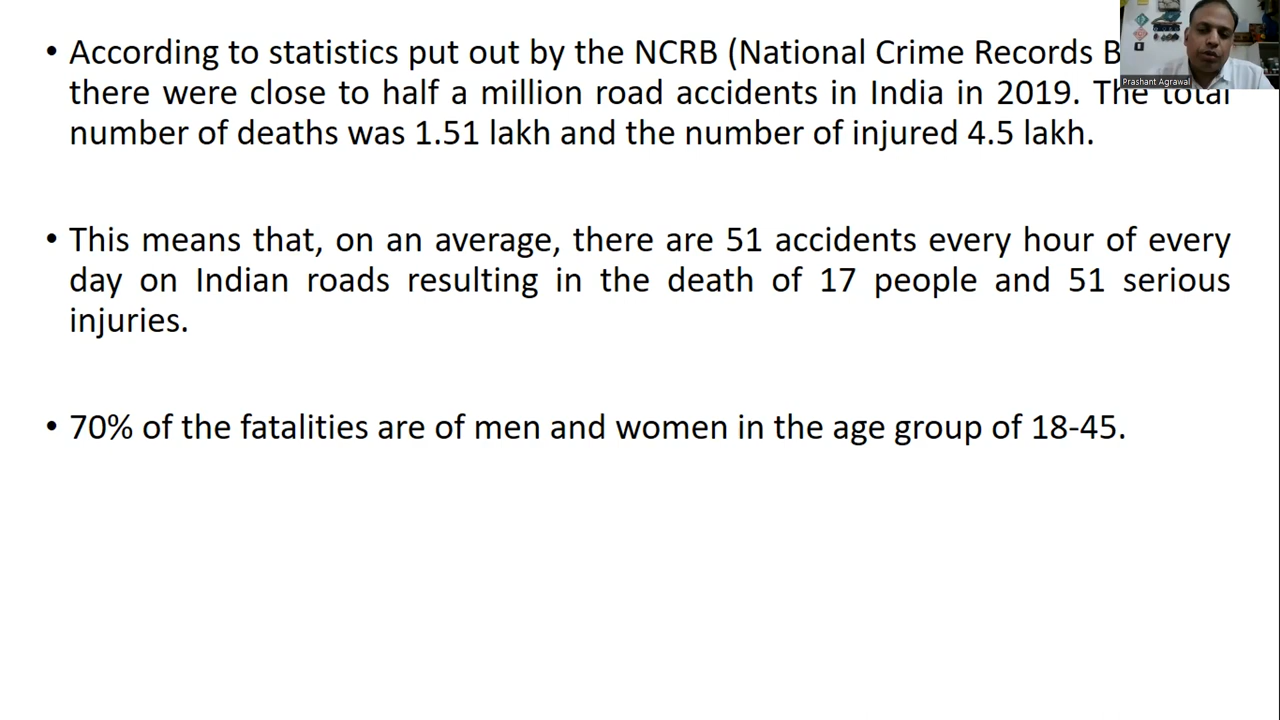 • According to statistics put out by the NCRB (National Crime Records
there were close to half a million road accidents in India in 2019. The total
number of deaths was 1.51 lakh and the number of injured 4.5 lakh.
• This means that, on an average, there are 51 accidents every hour of every
day on Indian roads resulting in the death of 17 people and 51 serious
injuries.
• 70% of the fatalities are of men and women in the age group of 18-45.
Prashant Agrawal